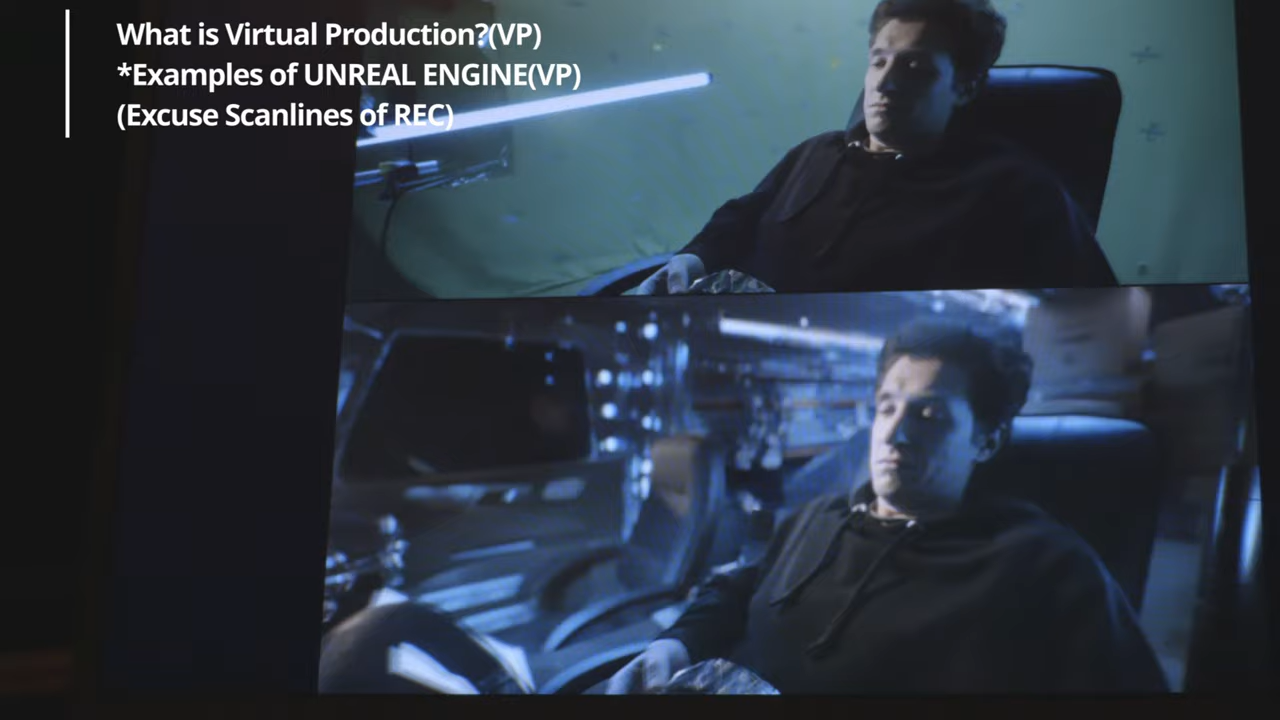 What is Virtual Production?(VP)
*Examples of UNREAL ENGINE(VP)
(Excuse Scanlines of REC)